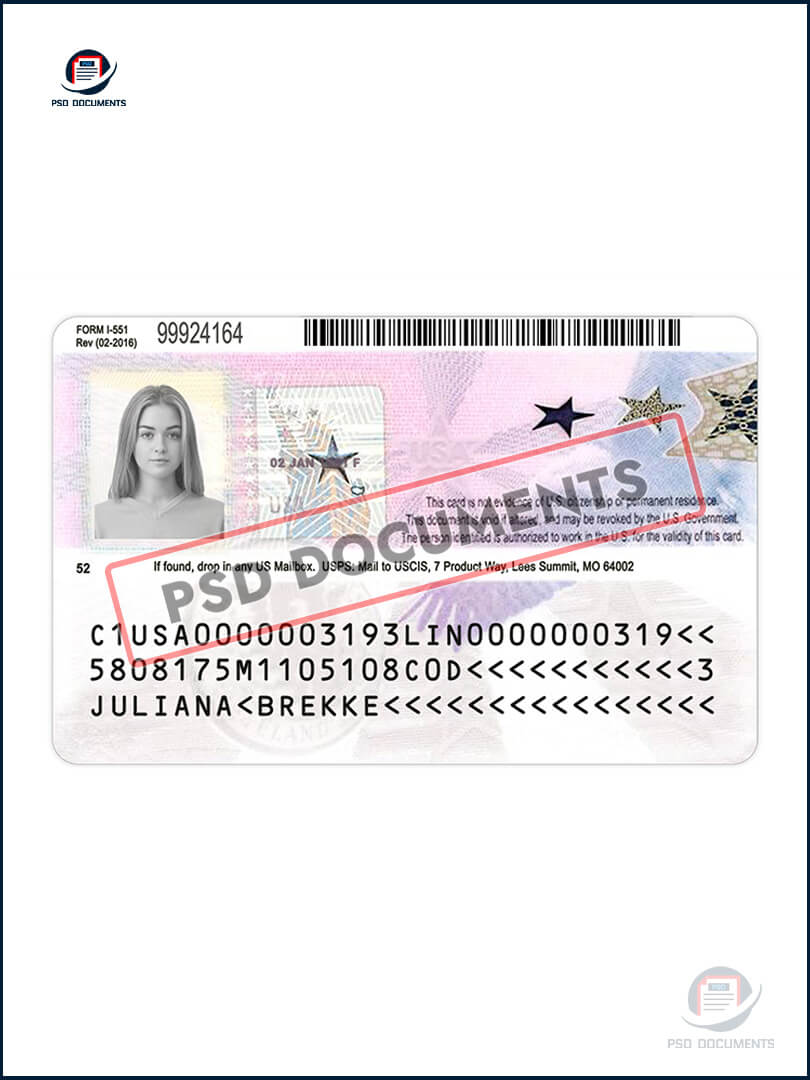 PSD
PSD DOCUMENTS
FORM I-551
Rev (02-2016)
99924164
02 JAN F
USA
This card is not evidence of U.S. citizenship or permanent residence.
This document is void if altered, and may be revoked by the U.S. Government.
The person identified is authorized to work in the U.S. for the validity of this card.
52
If found, drop in any US Mailbox. USPS: Mail to USCIS, 7 Product Way, Lees Summit, MO 64002
PSD DOCUMENTS
C1USA0000003193LIN0000000319<<
5808175M1105108COD<<<<<<<<<<<3
JULIANA<BREKKE<<<<<<<<<<<<<<<<
PSD
PSD DOCUMENTS